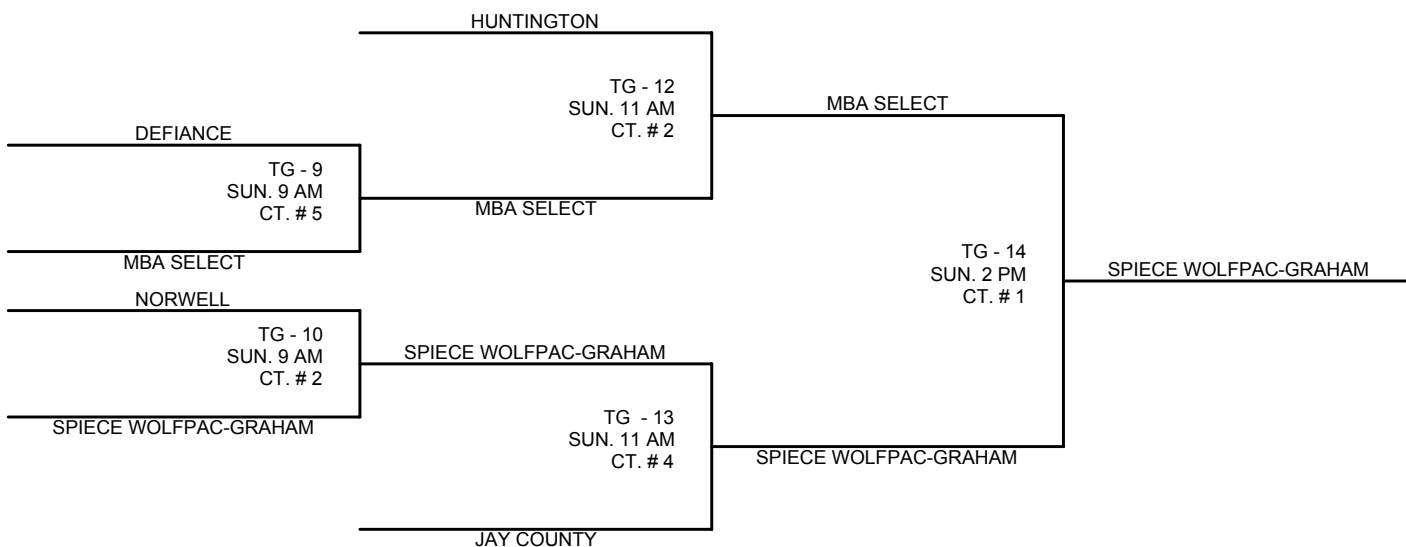 HUNTINGTON
TG - 12
SUN. 11 AM
CT. # 2
MBA SELECT
DEFIANCE
TG - 9
SUN. 9 AM
CT. # 5
MBA SELECT
MBA SELECT
NORWELL
TG - 10
SUN. 9 AM
CT. # 2
SPIECE WOLFPAC-GRAHAM
SPIECE WOLFPAC-GRAHAM
TG - 13
SUN. 11 AM
CT. # 4
SPIECE WOLFPAC-GRAHAM
JAY COUNTY
TG - 14
SUN. 2 PM
CT. # 1
SPIECE WOLFPAC-GRAHAM